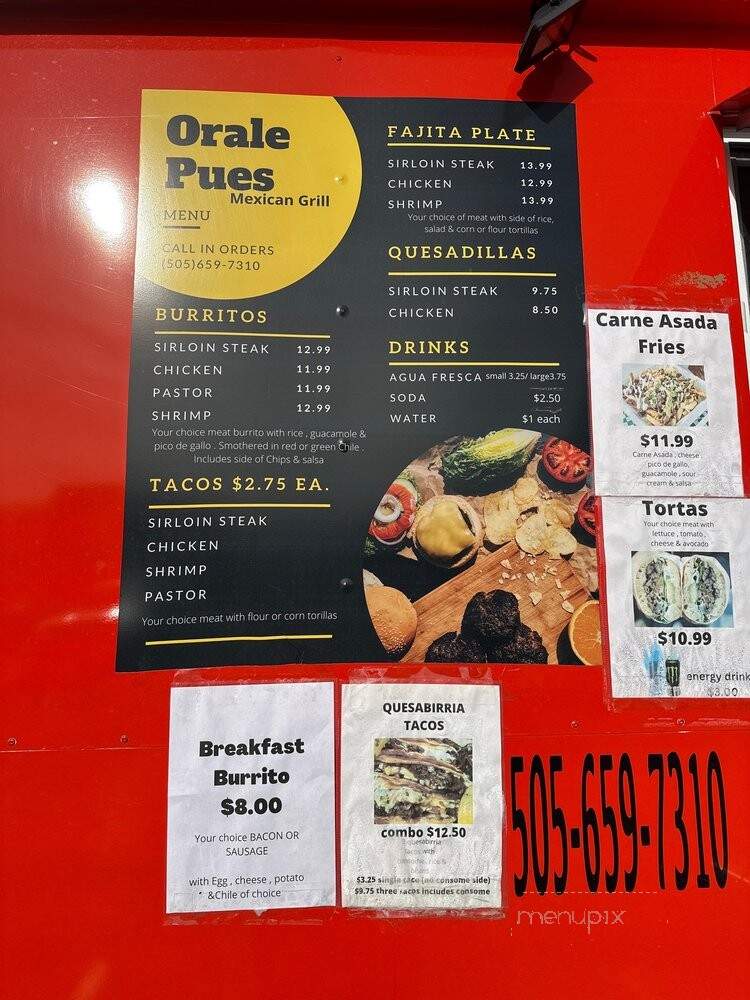 Orale
Pues
Mexican Grill
MENU
CALL IN ORDERS
(505)659-7310
BURRITOS
SIRLOIN STEAK 12.99
CHICKEN 11.99
PASTOR 11.99
SHRIMP 12.99
Your choice meat burrito with rice , guacamole &
pico de gallo . Smothered in red or green chile .
Includes side of Chips & salsa
TACOS $2.75 EA.
SIRLOIN STEAK
CHICKEN
SHRIMP
PASTOR
Your choice meat with flour or corn torillas
FAJITA PLATE
SIRLOIN STEAK 13.99
CHICKEN 12.99
SHRIMP 13.99
Your choice of meat with side of rice,
salad & corn or flour tortillas
QUESADILLAS
SIRLOIN STEAK 9.75
CHICKEN 8.50
DRINKS
AGUA FRESCA small 3.25/ large3.75
SODA $2.50
WATER $1 each
Carne Asada
Fries
$11.99
Carne Asada , cheese
pico de gallo,
guacamole , sour
cream & salsa
Tortas
Your choice meat with
lettuce , tomato ,
cheese & avocado
$10.99
energy drink
$3.00
Breakfast
Burrito
$8.00
Your choice BACON OR
SAUSAGE
with Egg , cheese , potato
&Chile of choice
QUESABIRRIA
TACOS
combo $12.50
quesabirria
tacos with
consome, rice &
$3.25 single taco (no consome side)
$9.75 three tacos includes consome
505-659-7310
menupix